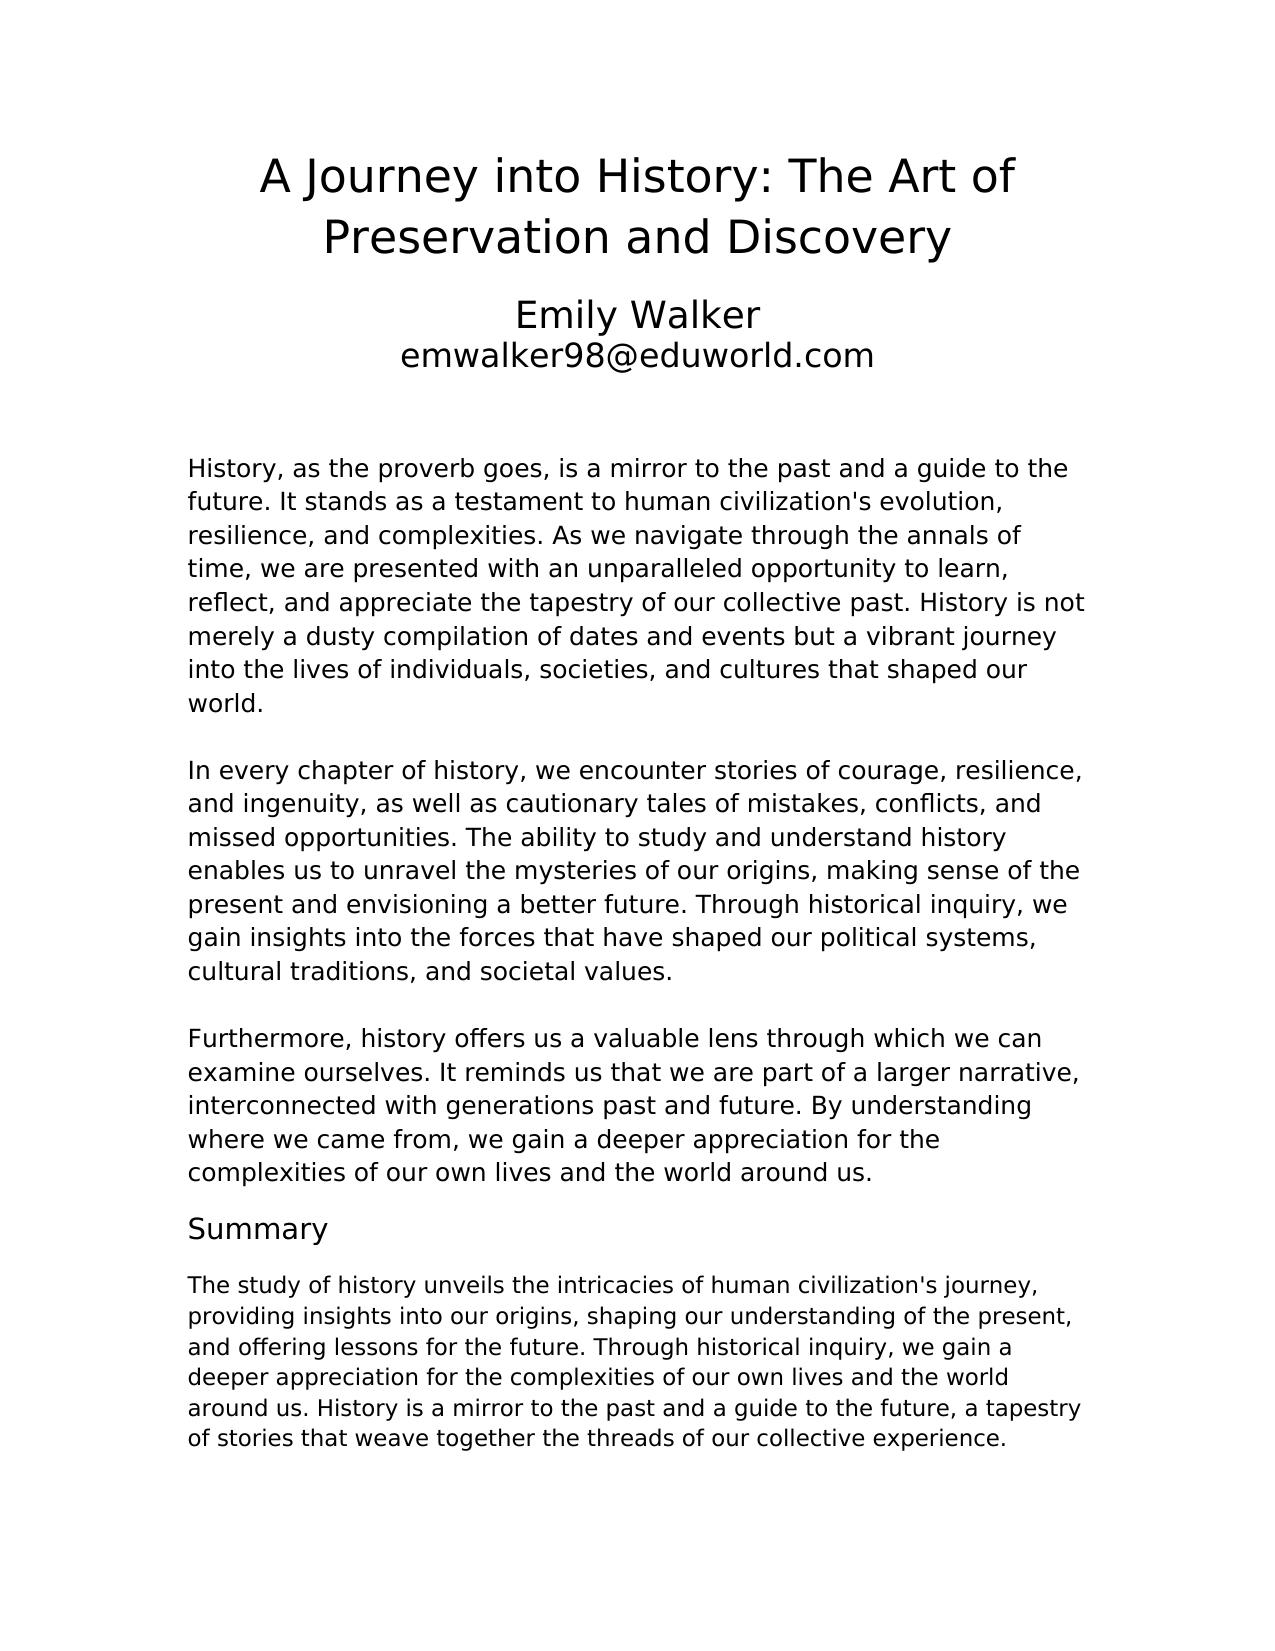 A Journey into History: The Art of
Preservation and Discovery
Emily Walker
emwalker98@eduworld.com
History, as the proverb goes, is a mirror to the past and a guide to the
future. It stands as a testament to human civilization's evolution,
resilience, and complexities. As we navigate through the annals of
time, we are presented with an unparalleled opportunity to learn,
reflect, and appreciate the tapestry of our collective past. History is not
merely a dusty compilation of dates and events but a vibrant journey
into the lives of individuals, societies, and cultures that shaped our
world.
In every chapter of history, we encounter stories of courage, resilience,
and ingenuity, as well as cautionary tales of mistakes, conflicts, and
missed opportunities. The ability to study and understand history
enables us to unravel the mysteries of our origins, making sense of the
present and envisioning a better future. Through historical inquiry, we
gain insights into the forces that have shaped our political systems,
cultural traditions, and societal values.
Furthermore, history offers us a valuable lens through which we can
examine ourselves. It reminds us that we are part of a larger narrative,
interconnected with generations past and future. By understanding
where we came from, we gain a deeper appreciation for the
complexities of our own lives and the world around us.
Summary
The study of history unveils the intricacies of human civilization's journey,
providing insights into our origins, shaping our understanding of the present,
and offering lessons for the future. Through historical inquiry, we gain a
deeper appreciation for the complexities of our own lives and the world
around us. History is a mirror to the past and a guide to the future, a tapestry
of stories that weave together the threads of our collective experience.